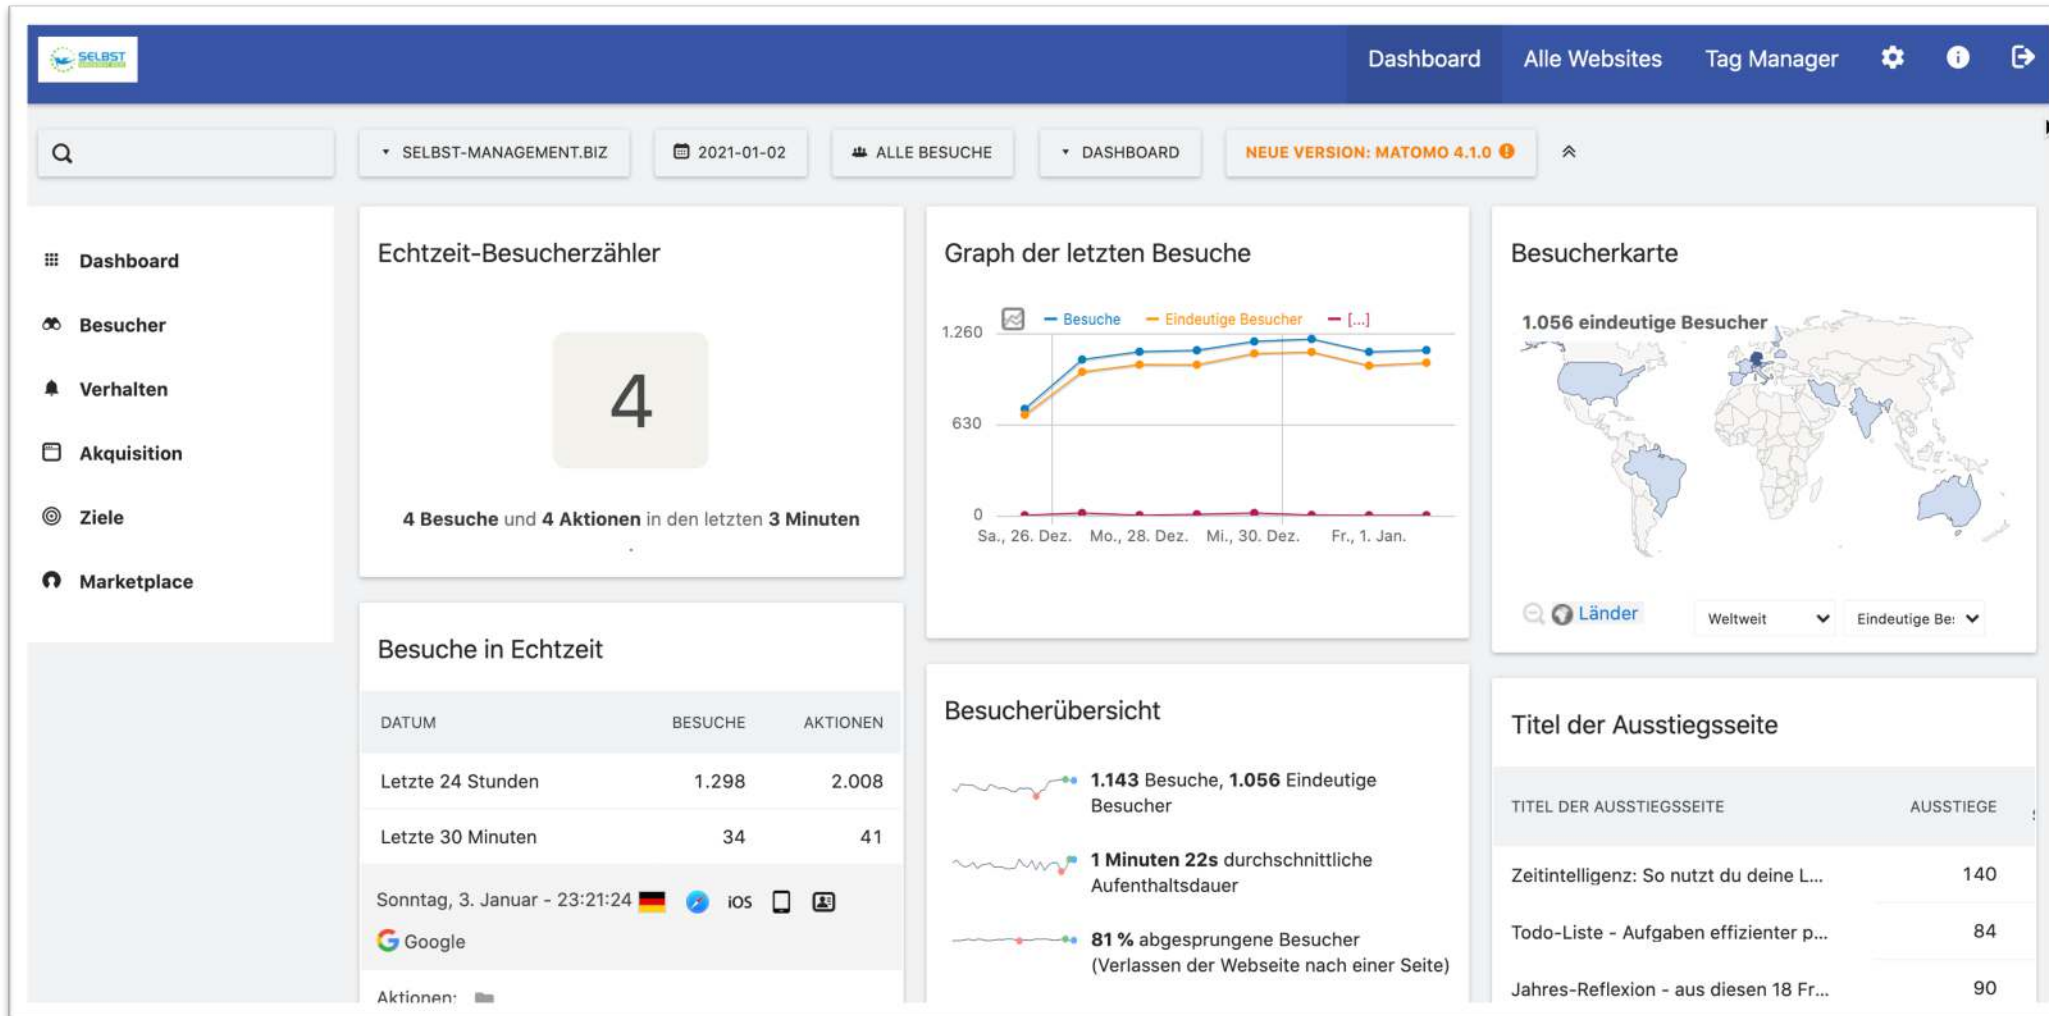 SELBST
Dashboard
Alle Websites
Tag Manager
SELBST-MANAGEMENT.BIZ
2021-01-02
ALLE BESUCHE
DASHBOARD
NEUE VERSION: MATOMO 4.1.0
Dashboard
Besucher
Verhalten
Akquisition
Ziele
Marketplace
Echtzeit-Besucherzähler
4
4 Besuche und 4 Aktionen in den letzten 3 Minuten
.
Besuche in Echtzeit
DATUM BESUCHE AKTIONEN
Letzte 24 Stunden 1.298 2.008
Letzte 30 Minuten 34 41
Sonntag, 3. Januar - 23:21:24 iOS
Google
Aktionen:
Graph der letzten Besuche
Besuche Eindeutige Besucher [...]
1.260
630
0
Sa., 26. Dez. Mo., 28. Dez. Mi., 30. Dez. Fr., 1. Jan.
Besucherübersicht
1.143 Besuche, 1.056 Eindeutige
Besucher
1 Minuten 22s durchschnittliche
Aufenthaltsdauer
81 % abgesprungene Besucher
(Verlassen der Webseite nach einer Seite)
Besucherkarte
1.056 eindeutige Besucher
Länder
Weltweit
Eindeutige Be:
Titel der Ausstiegsseite
TITEL DER AUSSTIEGSSEITE AUSSTIEGE
Zeitintelligenz: So nutzt du deine L... 140
Todo-Liste - Aufgaben effizienter p... 84
Jahres-Reflexion - aus diesen 18 Fr... 90